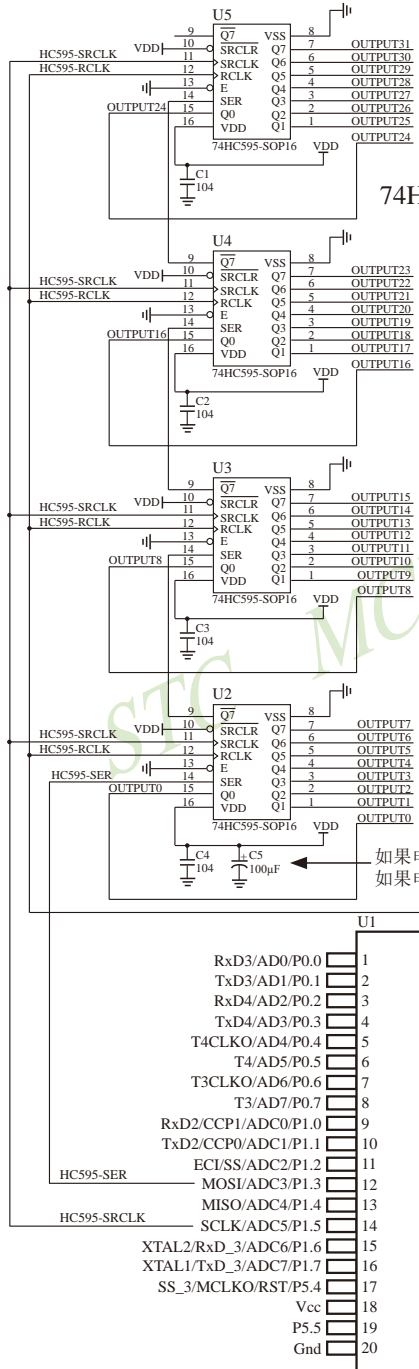 U5
9 Q7 VSS 8
VDD 10 SRCLR Q7 7 OUTPUT31
HC595-SRCLK 11 SRCLK Q6 6 OUTPUT30
HC595-RCLK 12 RCLK Q5 5 OUTPUT29
13 E Q4 4 OUTPUT28
14 SER Q3 3 OUTPUT27
OUTPUT24 15 Q0 Q2 2 OUTPUT26
16 VDD Q1 1 OUTPUT25
OUTPUT24
74HC595-SOP16 VDD
C1
104
74H
U4
9 Q7 VSS 8
VDD 10 SRCLR Q7 7 OUTPUT23
HC595-SRCLK 11 SRCLK Q6 6 OUTPUT22
HC595-RCLK 12 RCLK Q5 5 OUTPUT21
13 E Q4 4 OUTPUT20
14 SER Q3 3 OUTPUT19
OUTPUT16 15 Q0 Q2 2 OUTPUT18
16 VDD Q1 1 OUTPUT17
OUTPUT16
74HC595-SOP16 VDD
C2
104
U3
9 Q7 VSS 8
VDD 10 SRCLR Q7 7 OUTPUT15
HC595-SRCLK 11 SRCLK Q6 6 OUTPUT14
HC595-RCLK 12 RCLK Q5 5 OUTPUT13
13 E Q4 4 OUTPUT12
14 SER Q3 3 OUTPUT11
OUTPUT8 15 Q0 Q2 2 OUTPUT10
16 VDD Q1 1 OUTPUT9
OUTPUT8
74HC595-SOP16 VDD
C3
104
STC MC
U2
9 Q7 VSS 8
VDD 10 SRCLR Q7 7 OUTPUT7
HC595-SRCLK 11 SRCLK Q6 6 OUTPUT6
HC595-RCLK 12 RCLK Q5 5 OUTPUT5
13 E Q4 4 OUTPUT4
HC595-SER 14 SER Q3 3 OUTPUT3
OUTPUT0 15 Q0 Q2 2 OUTPUT2
16 VDD Q1 1 OUTPUT1
OUTPUT0
74HC595-SOP16 VDD
C4
104
+ C5
100μF
如果电
如果电
U1
RxD3/AD0/P0.0 1
TxD3/AD1/P0.1 2
RxD4/AD2/P0.2 3
TxD4/AD3/P0.3 4
T4CLKO/AD4/P0.4 5
T4/AD5/P0.5 6
T3CLKO/AD6/P0.6 7
T3/AD7/P0.7 8
RxD2/CCP1/ADC0/P1.0 9
TxD2/CCP0/ADC1/P1.1 10
ECI/SS/ADC2/P1.2 11
HC595-SER MOSI/ADC3/P1.3 12
MISO/ADC4/P1.4 13
HC595-SRCLK SCLK/ADC5/P1.5 14
XTAL2/RxD_3/ADC6/P1.6 15
XTAL1/TxD_3/ADC7/P1.7 16
SS_3/MCLKO/RST/P5.4 17
Vcc 18
P5.5 19
Gnd 20